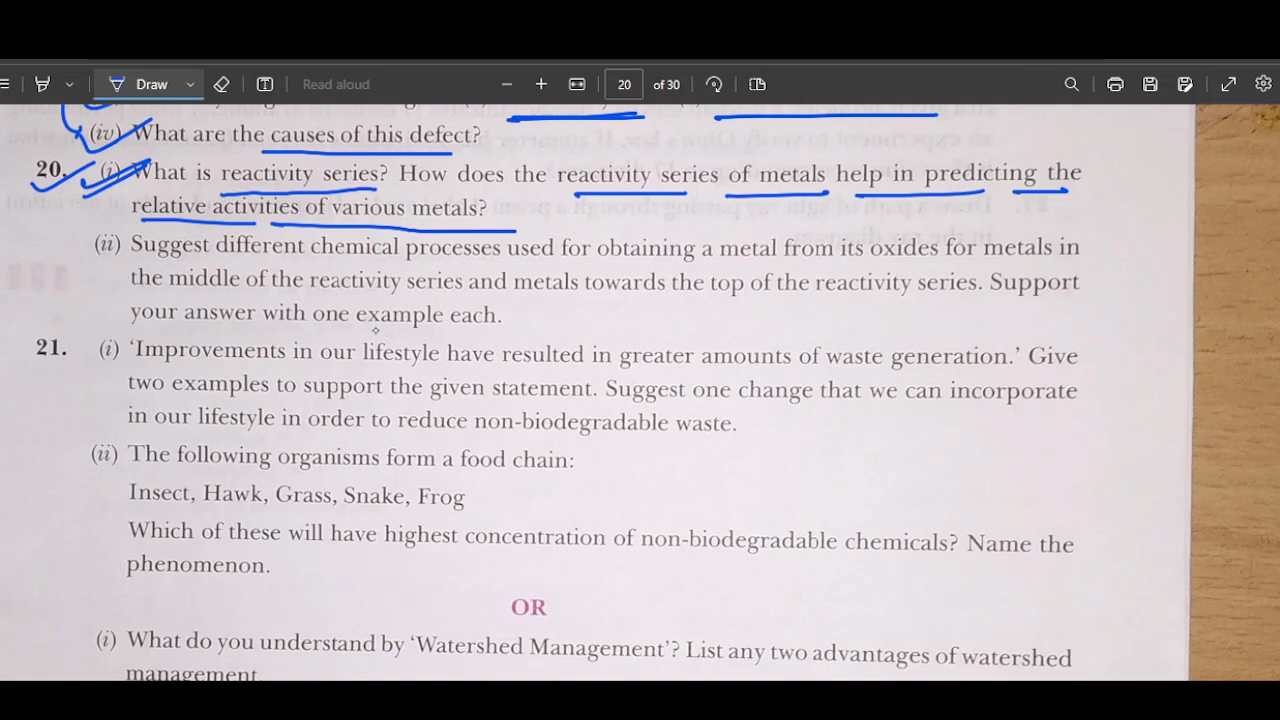 Draw
Read aloud
20 of 30
(iv) What are the causes of this defect?
20. (i) What is reactivity series? How does the reactivity series of metals help in predicting the
relative activities of various metals?
(ii) Suggest different chemical processes used for obtaining a metal from its oxides for metals in
the middle of the reactivity series and metals towards the top of the reactivity series. Support
your answer with one example each.
21. (i) ‘Improvements in our lifestyle have resulted in greater amounts of waste generation.’ Give
two examples to support the given statement. Suggest one change that we can incorporate
in our lifestyle in order to reduce non-biodegradable waste.
(ii) The following organisms form a food chain:
Insect, Hawk, Grass, Snake, Frog
Which of these will have highest concentration of non-biodegradable chemicals? Name the
phenomenon.
OR
(i) What do you understand by ‘Watershed Management’? List any two advantages of watershed
management.